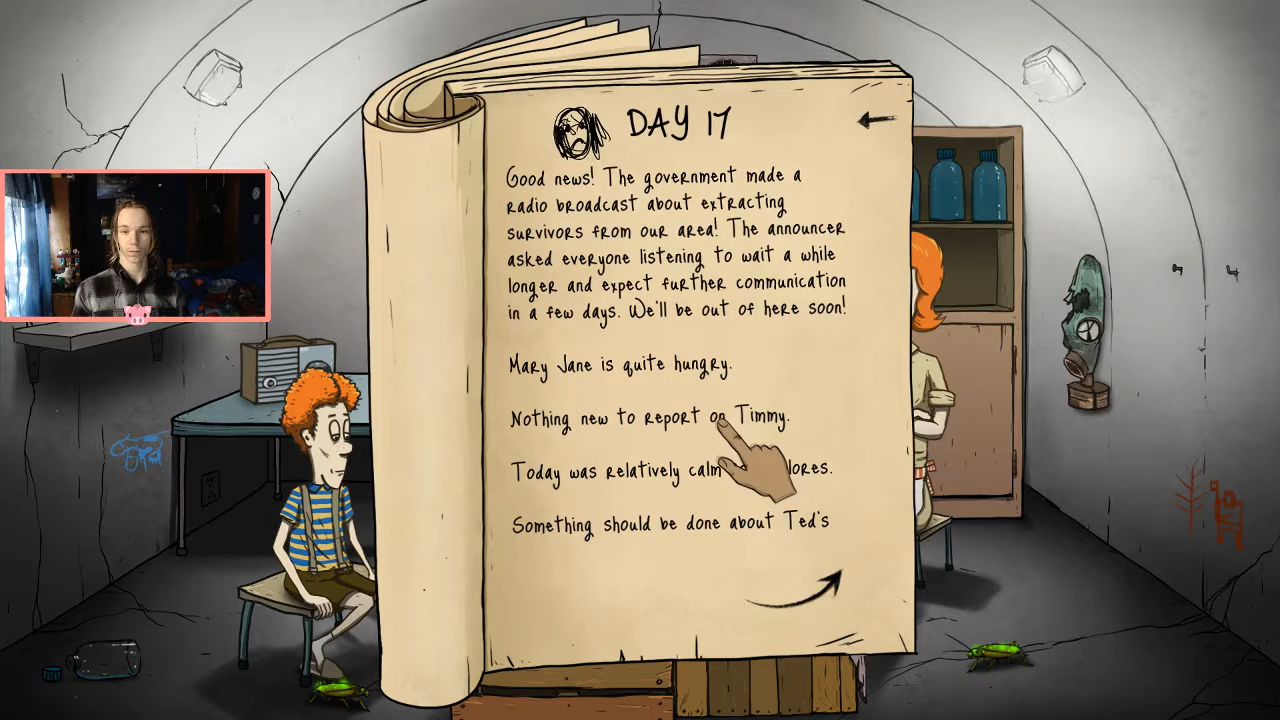 DAY 17
Good news! The government made a
radio broadcast about extracting
survivors from our area! The announcer
asked everyone listening to wait a while
longer and expect further communication
in a few days. We'll be out of here soon!
Mary Jane is quite hungry.
Nothing new to report on Timmy.
Today was relatively calm
Something should be done about Ted's